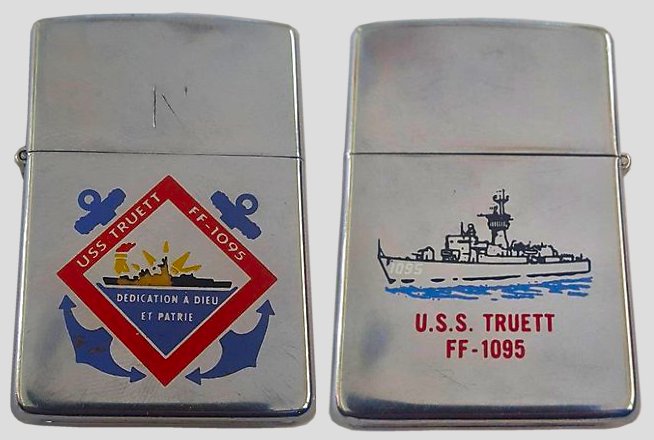 N
USS TRUETT
FF-1095
DEDICATION À DIEU
ET PATRIE
1095
U.S.S. TRUETT
FF-1095